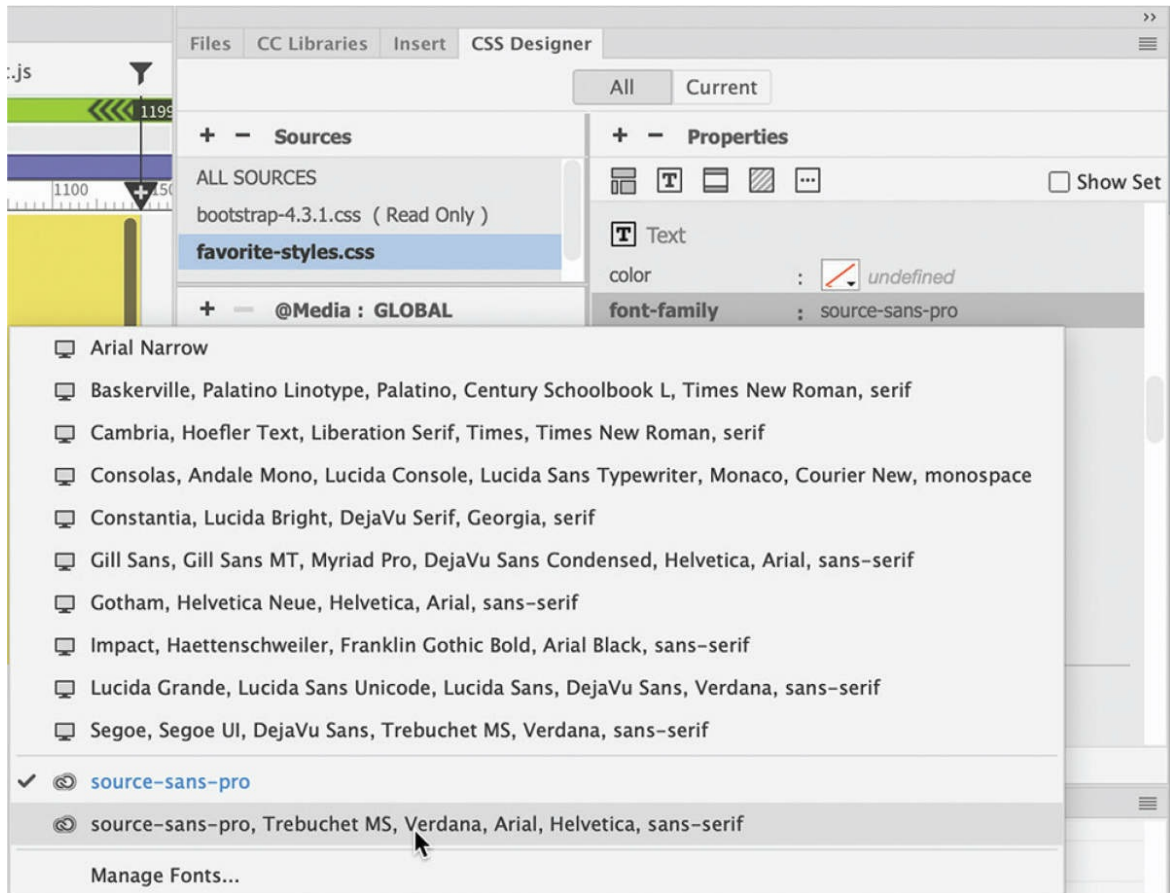 Files CC Libraries Insert CSS Designer
.js
All Current
1199
+ - Sources
+ - Properties
ALL SOURCES
Show Set
1100
bootstrap-4.3.1.css ( Read Only )
T Text
favorite-styles.css
color : undefined
+ - @Media : GLOBAL
font-family : source-sans-pro
Arial Narrow
Baskerville, Palatino Linotype, Palatino, Century Schoolbook L, Times New Roman, serif
Cambria, Hoefler Text, Liberation Serif, Times, Times New Roman, serif
Consolas, Andale Mono, Lucida Console, Lucida Sans Typewriter, Monaco, Courier New, monospace
Constantia, Lucida Bright, DejaVu Serif, Georgia, serif
Gill Sans, Gill Sans MT, Myriad Pro, DejaVu Sans Condensed, Helvetica, Arial, sans-serif
Gotham, Helvetica Neue, Helvetica, Arial, sans-serif
Impact, Haettenschweiler, Franklin Gothic Bold, Arial Black, sans-serif
Lucida Grande, Lucida Sans Unicode, Lucida Sans, DejaVu Sans, Verdana, sans-serif
Segoe, Segoe UI, DejaVu Sans, Trebuchet MS, Verdana, sans-serif
source-sans-pro
source-sans-pro, Trebuchet MS, Verdana, Arial, Helvetica, sans-serif
Manage Fonts...